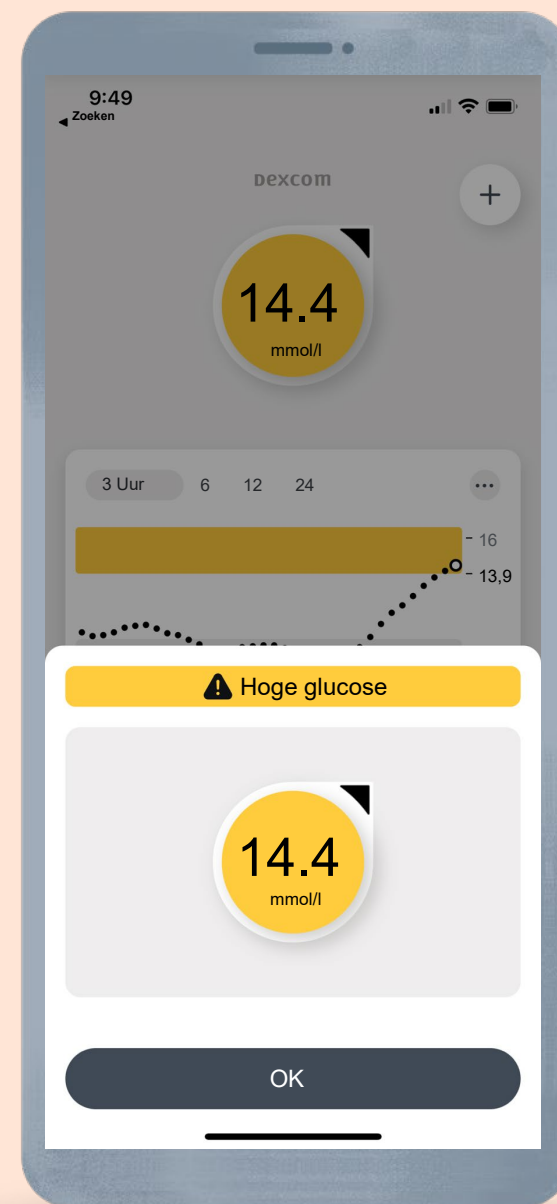 9:49
Zoeken
Dexcom
+
14.4
mmol/l
3 Uur 6 12 24
16
13,9
Hoge glucose
14.4
mmol/l
OK